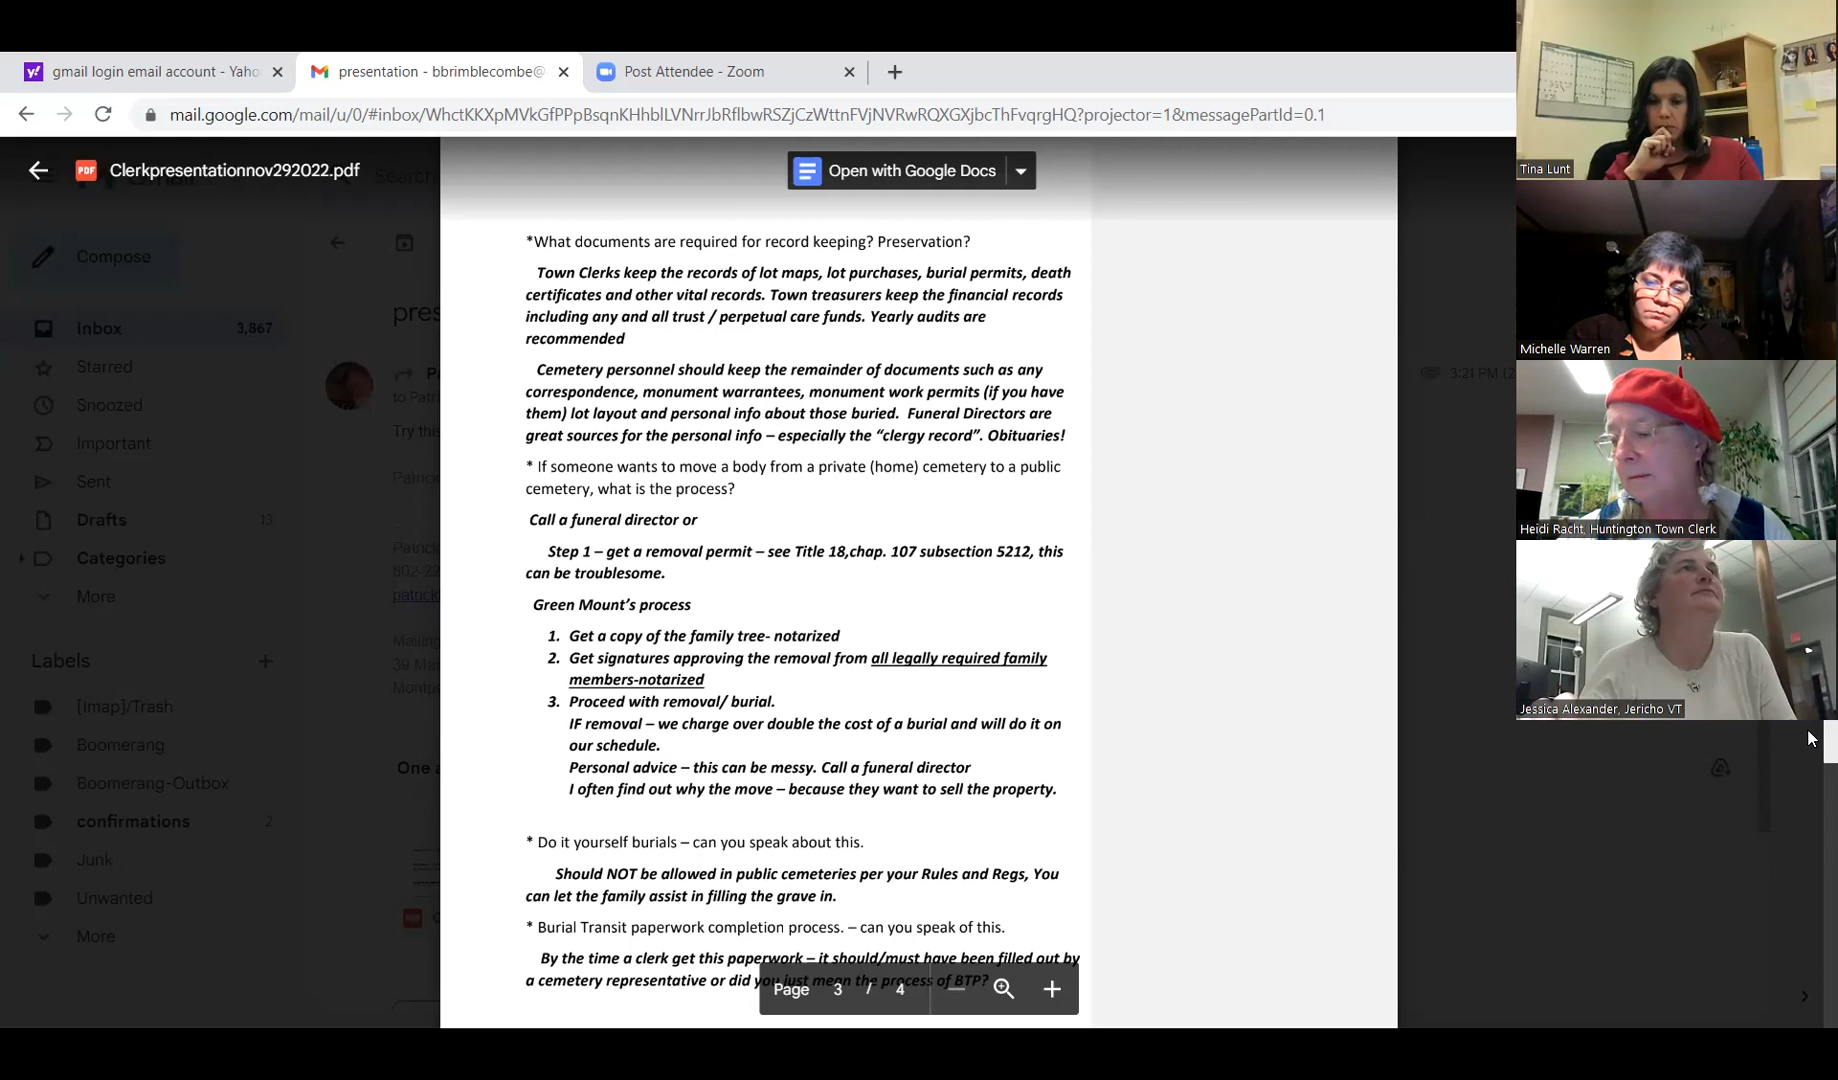 gmail login email account - Yaho
presentation - bbrimblecombe@
Post Attendee - Zoom
mail.google.com/mail/u/0/#inbox/WhctKKXpMVkGfPPpBsqnKHhblLVNrrJbRflbwRSZjCzWttnFVjNVRwRQXGXjbcThFvqrgHQ?projector=1&messagePartId=0.1
PDF Clerkpresentationnov292022.pdf
Open with Google Docs
Compose
Inbox 3,867
Starred
Snoozed
Important
Sent
Drafts 13
Categories
More
Labels
[Imap]/Trash
Boomerang
Boomerang-Outbox
confirmations 2
Junk
Unwanted
More
3:21 PM
*What documents are required for record keeping? Preservation?
Town Clerks keep the records of lot maps, lot purchases, burial permits, death
certificates and other vital records. Town treasurers keep the financial records
including any and all trust / perpetual care funds. Yearly audits are
recommended
Cemetery personnel should keep the remainder of documents such as any
correspondence, monument warrantees, monument work permits (if you have
them) lot layout and personal info about those buried. Funeral Directors are
great sources for the personal info – especially the “clergy record”. Obituaries!
* If someone wants to move a body from a private (home) cemetery to a public
cemetery, what is the process?
Call a funeral director or
Step 1 – get a removal permit – see Title 18,chap. 107 subsection 5212, this
can be troublesome.
Green Mount’s process
1. Get a copy of the family tree- notarized
2. Get signatures approving the removal from all legally required family
members-notarized
3. Proceed with removal/ burial.
IF removal – we charge over double the cost of a burial and will do it on
our schedule.
Personal advice – this can be messy. Call a funeral director
I often find out why the move – because they want to sell the property.
* Do it yourself burials – can you speak about this.
Should NOT be allowed in public cemeteries per your Rules and Regs, You
can let the family assist in filling the grave in.
* Burial Transit paperwork completion process. – can you speak of this.
By the time a clerk get this paperwork – it should/must have been filled out by
a cemetery representative or did you just mean the process of BTP?
Page 3 / 4
Tina Lunt
Michelle Warren
Heidi Racht, Huntington Town Clerk
Jessica Alexander, Jericho VT